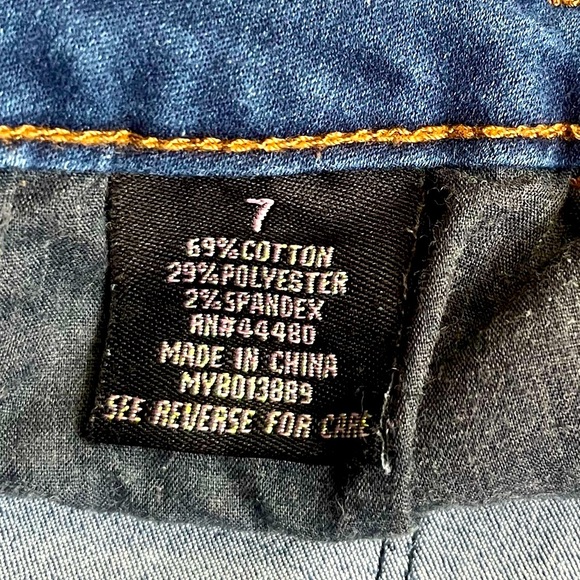 7
69%COTTON
29%POLYESTER
2%SPANDEX
RN#44480
MADE IN CHINA
MY8013889
SEE REVERSE FOR CARE